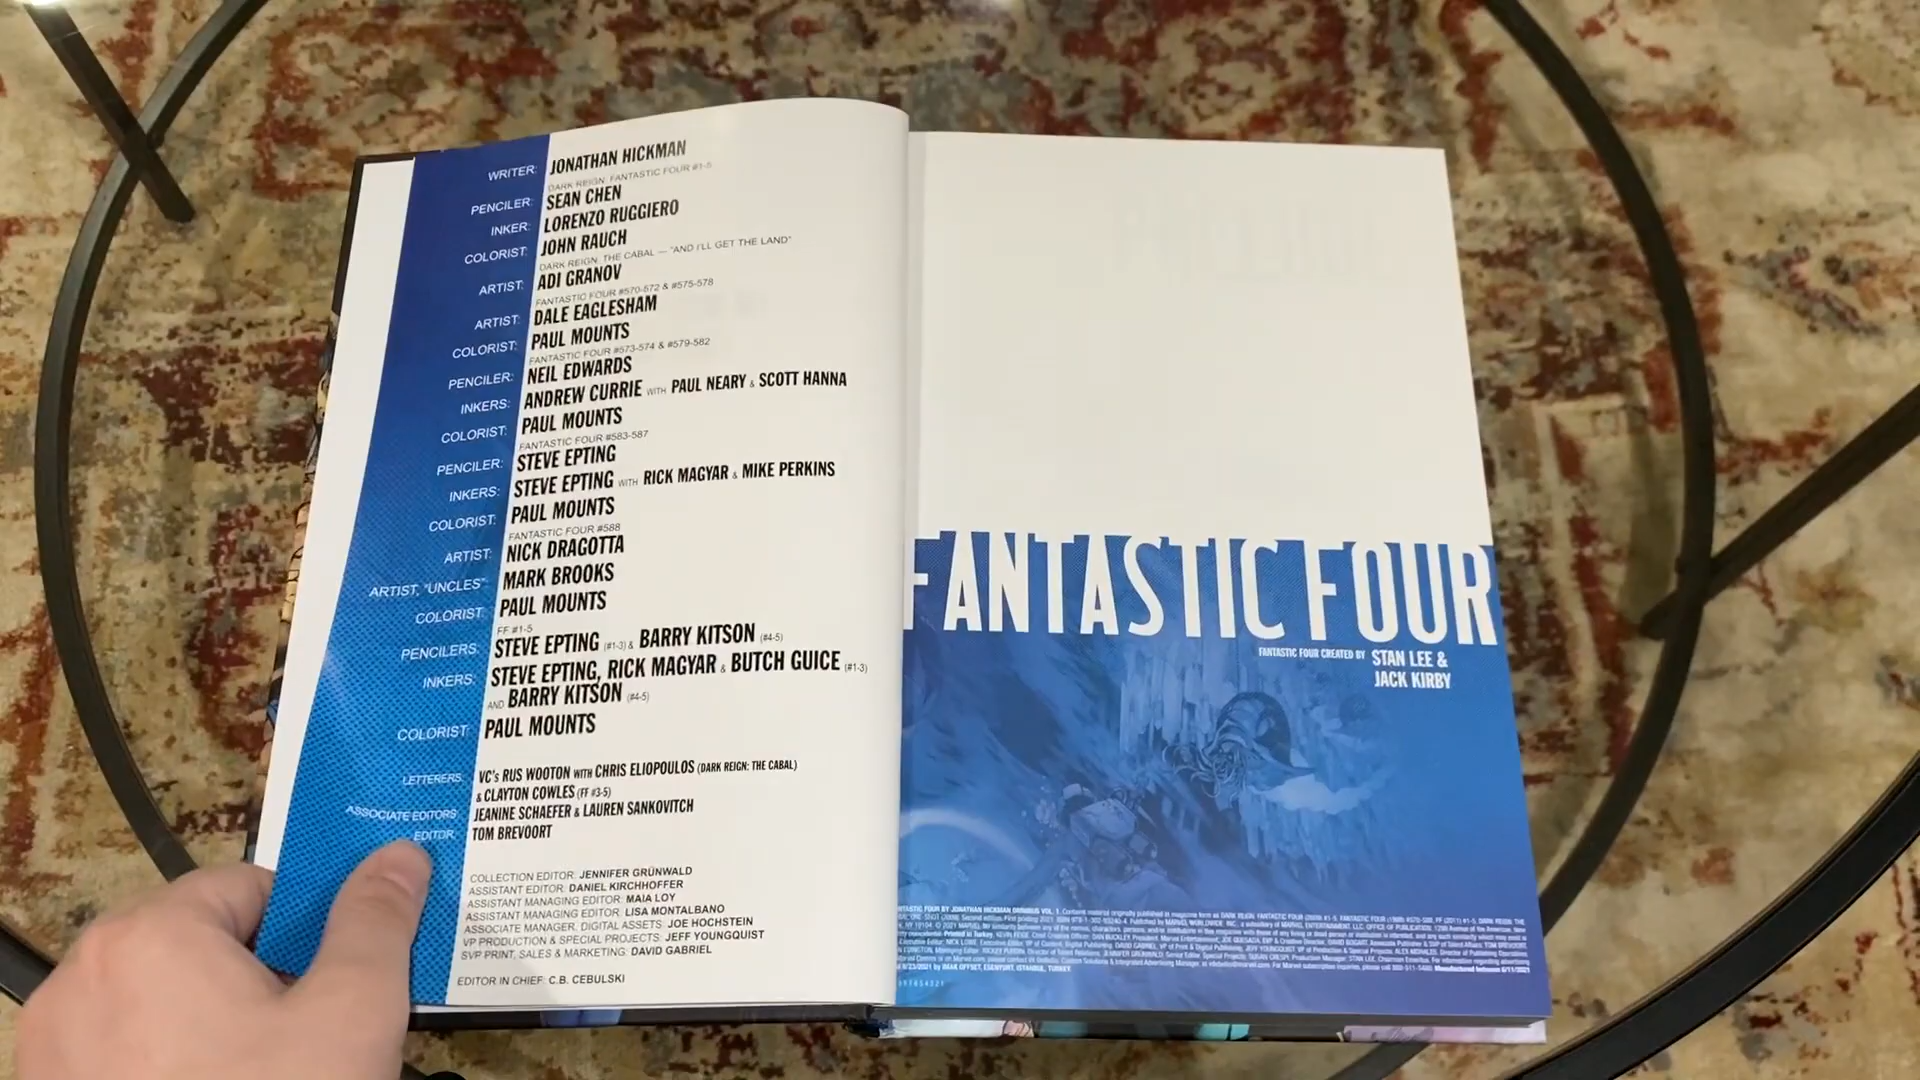 WRITER: JONATHAN HICKMAN
DARK REIGN: FANTASTIC FOUR #1-5
PENCILER: SEAN CHEN
INKER: LORENZO RUGGIERO
COLORIST: JOHN RAUCH
DARK REIGN: THE CABAL — "AND I'LL GET THE LAND"
ARTIST: ADI GRANOV
FANTASTIC FOUR #570-572 & #575-578
ARTIST: DALE EAGLESHAM
COLORIST: PAUL MOUNTS
FANTASTIC FOUR #573-574 & #579-582
PENCILER: NEIL EDWARDS
INKERS: ANDREW CURRIE WITH PAUL NEARY & SCOTT HANNA
COLORIST: PAUL MOUNTS
FANTASTIC FOUR #583-587
PENCILER: STEVE EPTING
INKERS: STEVE EPTING WITH RICK MAGYAR & MIKE PERKINS
COLORIST: PAUL MOUNTS
FANTASTIC FOUR #588
ARTIST: NICK DRAGOTTA
ARTIST, "UNCLES": MARK BROOKS
COLORIST: PAUL MOUNTS
FF #1-5
PENCILERS: STEVE EPTING (#1-3) & BARRY KITSON (#4-5)
INKERS: STEVE EPTING, RICK MAGYAR & BUTCH GUICE (#1-3)
AND BARRY KITSON (#4-5)
COLORIST: PAUL MOUNTS
LETTERERS: VC's RUS WOOTON WITH CHRIS ELIOPOULOS (DARK REIGN: THE CABAL)
& CLAYTON COWLES (FF #3-5)
ASSOCIATE EDITORS: JEANINE SCHAEFER & LAUREN SANKOVITCH
EDITOR: TOM BREVOORT
COLLECTION EDITOR: JENNIFER GRÜNWALD
ASSISTANT EDITOR: DANIEL KIRCHHOFFER
ASSISTANT MANAGING EDITOR: MAIA LOY
ASSISTANT MANAGING EDITOR: LISA MONTALBANO
ASSOCIATE MANAGER, DIGITAL ASSETS: JOE HOCHSTEIN
VP PRODUCTION & SPECIAL PROJECTS: JEFF YOUNGQUIST
SVP PRINT, SALES & MARKETING: DAVID GABRIEL
EDITOR IN CHIEF: C.B. CEBULSKI
FANTASTIC FOUR
FANTASTIC FOUR CREATED BY STAN LEE &
JACK KIRBY